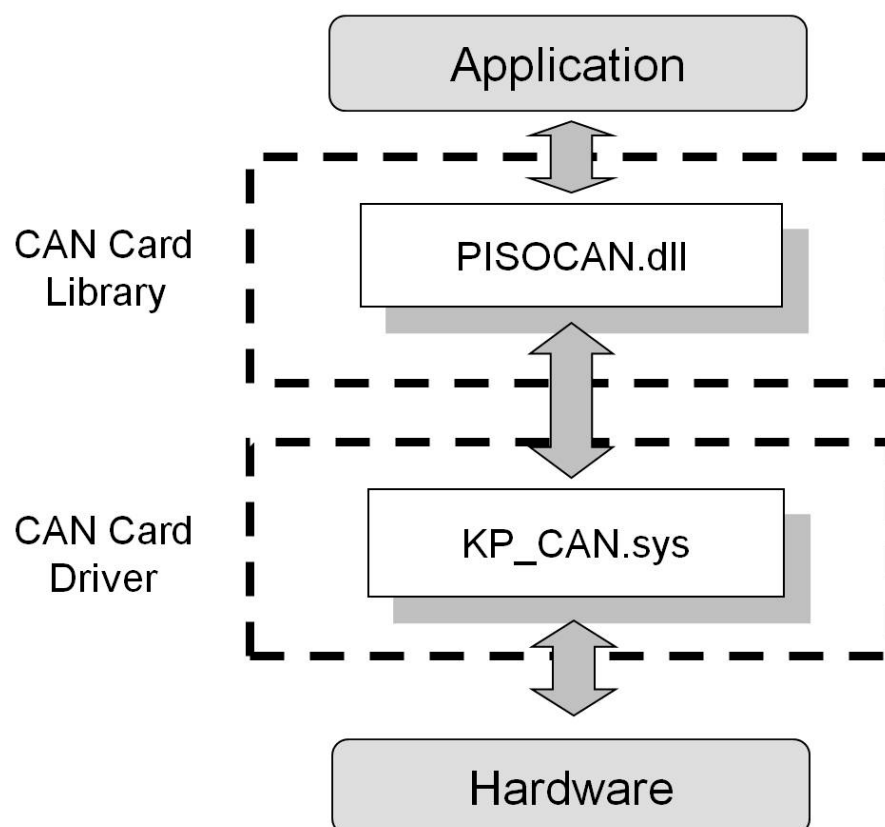 Application
CAN Card
Library
PISOCAN.dll
CAN Card
Driver
KP_CAN.sys
Hardware